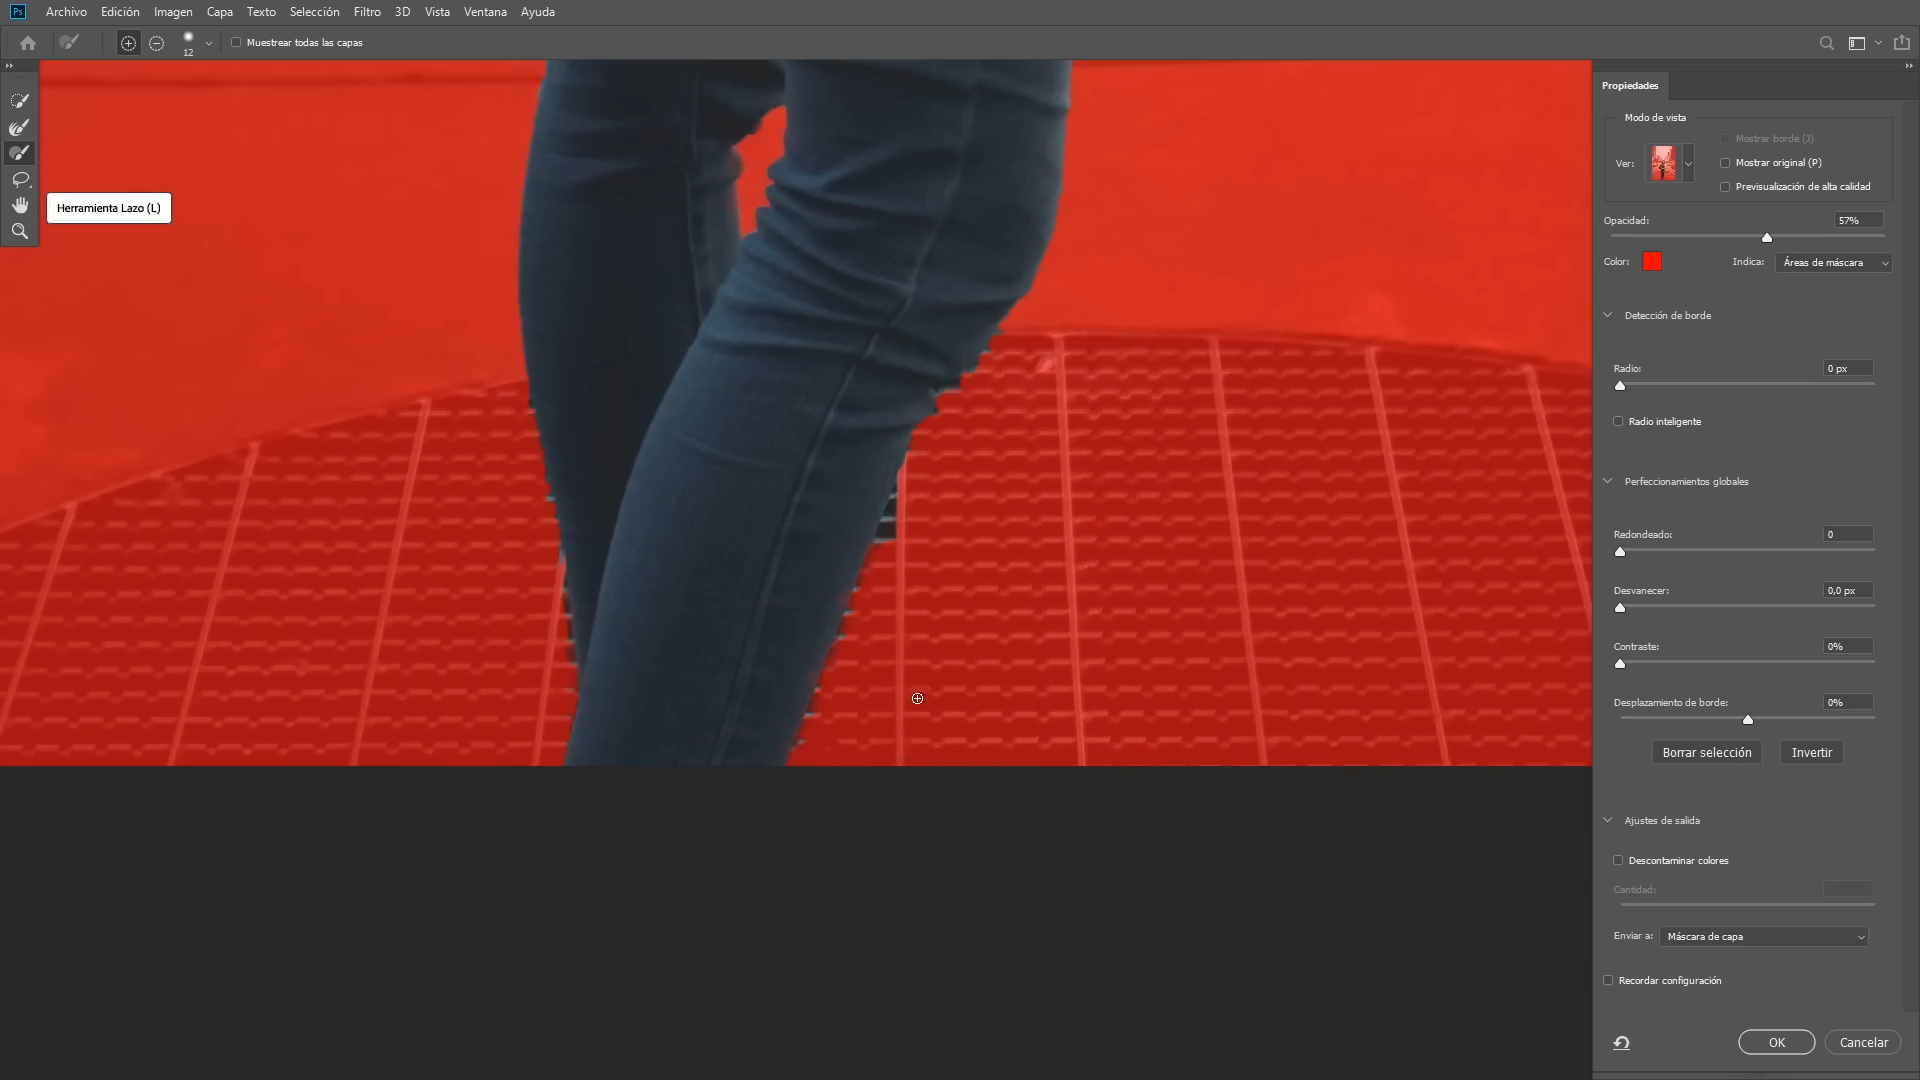 Ps Archivo Edición Imagen Capa Texto Selección Filtro 3D Vista Ventana Ayuda
12 Muestrear todas las capas
Herramienta Lazo (L)
Propiedades
Modo de vista
Mostrar borde (J)
Ver: Mostrar original (P)
Previsualización de alta calidad
Opacidad: 57%
Color: Indica: Áreas de máscara
Detección de borde
Radio: 0 px
Radio inteligente
Perfeccionamientos globales
Redondeado: 0
Desvanecer: 0,0 px
Contraste: 0%
Desplazamiento de borde: 0%
Borrar selección Invertir
Ajustes de salida
Descontaminar colores
Cantidad:
Enviar a: Máscara de capa
Recordar configuración
OK Cancelar